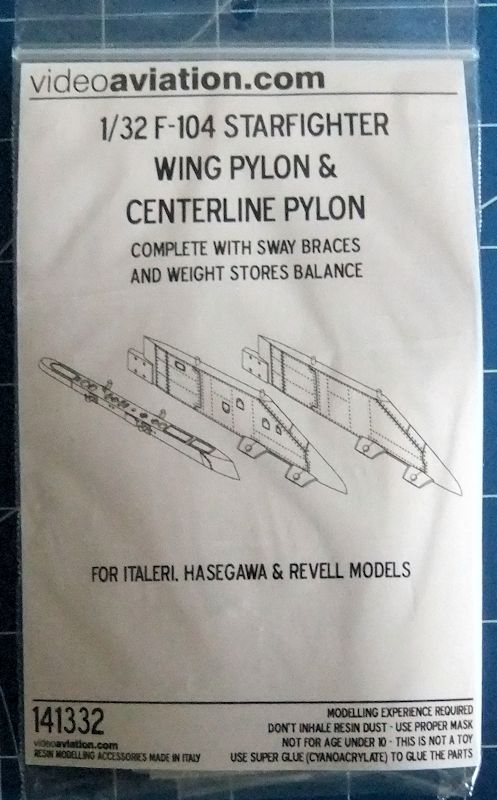 videoaviation.com
1/32 F-104 STARFIGHTER
WING PYLON &
CENTERLINE PYLON
COMPLETE WITH SWAY BRACES
AND WEIGHT STORES BALANCE
FOR ITALERI, HASEGAWA & REVELL MODELS
141332
videoaviation.com
RESIN MODELLING ACCESSORIES MADE IN ITALY
MODELLING EXPERIENCE REQUIRED
DON'T INHALE RESIN DUST - USE PROPER MASK
NOT FOR AGE UNDER 10 - THIS IS NOT A TOY
USE SUPER GLUE (CYANOACRYLATE) TO GLUE THE PARTS